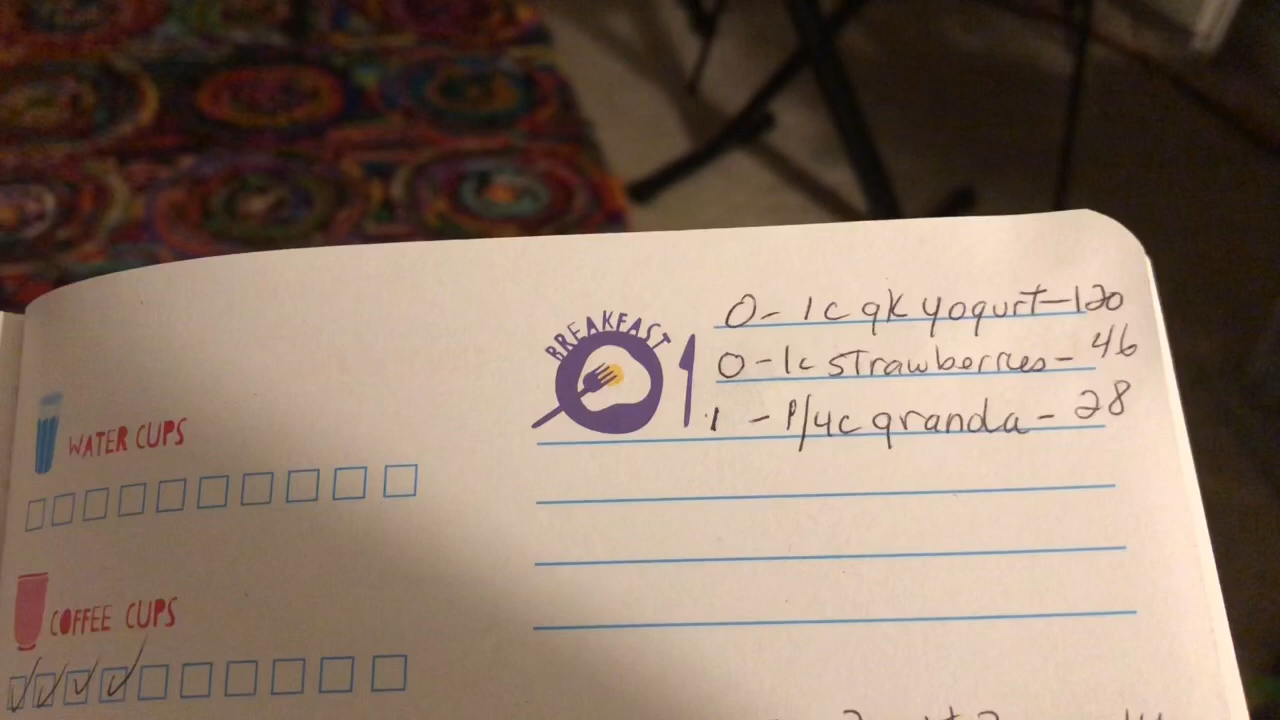 BREAKFAST
0- 1c gk yogurt-120
0-1c strawberries- 46
1 - 1/4c granola - 28
WATER CUPS
COFFEE CUPS